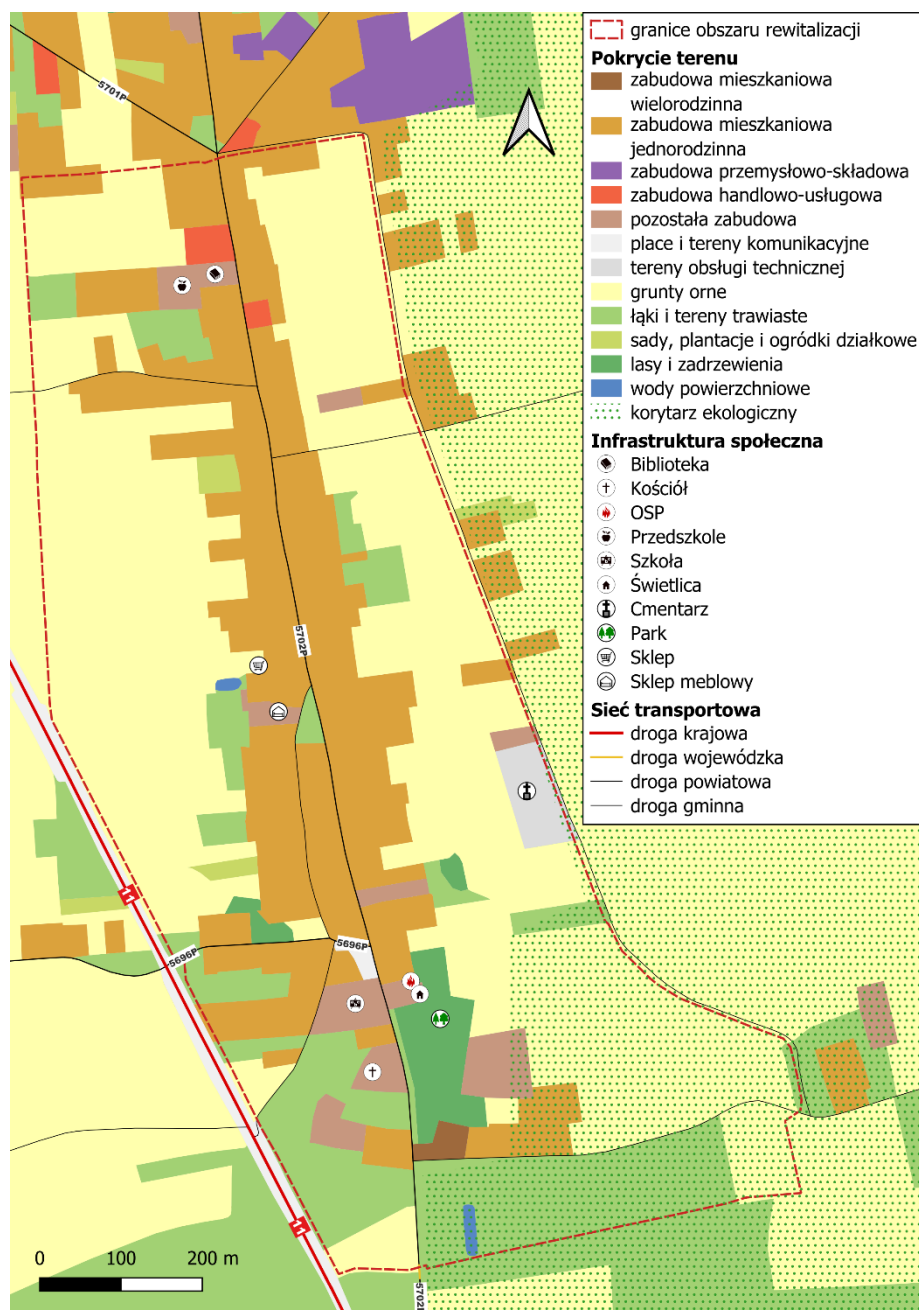 granice obszaru rewitalizacji
Pokrycie terenu
zabudowa mieszkaniowa
wielorodzinna
zabudowa mieszkaniowa
jednorodzinna
zabudowa przemysłowo-składowa
zabudowa handlowo-usługowa
pozostała zabudowa
place i tereny komunikacyjne
tereny obsługi technicznej
grunty orne
łąki i tereny trawiaste
sady, plantacje i ogródki działkowe
lasy i zadrzewienia
wody powierzchniowe
korytarz ekologiczny
Infrastruktura społeczna
Biblioteka
Kościół
OSP
Przedszkole
Szkoła
Świetlica
Cmentarz
Park
Sklep
Sklep meblowy
Sieć transportowa
droga krajowa
droga wojewódzka
droga powiatowa
droga gminna
5701P
5702P
11
5696P
5696P
11
5702P
0 100 200 m